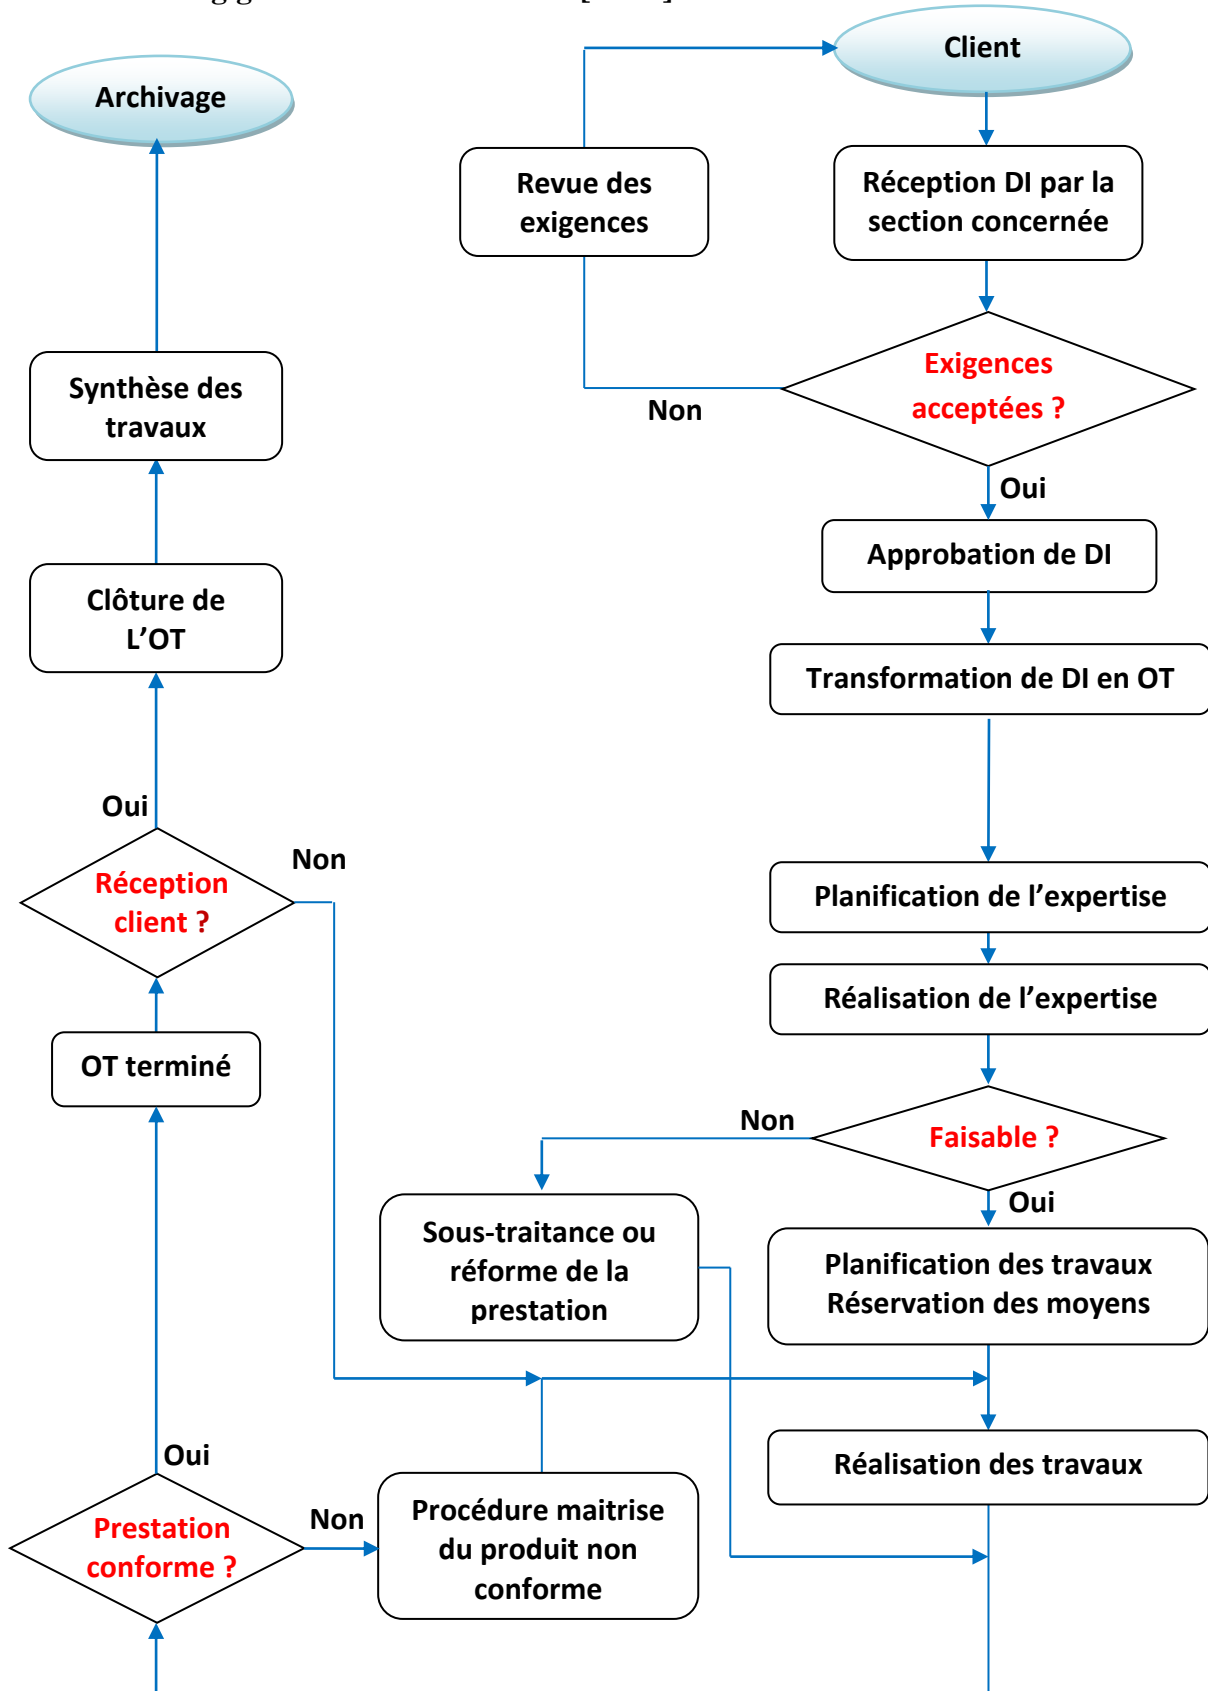 Client
Archivage
Revue des
exigences
Réception DI par la
section concernée
Exigences
acceptées ?
Non
Oui
Synthèse des
travaux
Approbation de DI
Clôture de
L’OT
Transformation de DI en OT
Oui
Non
Réception
client ?
Planification de l’expertise
Réalisation de l’expertise
OT terminé
Non
Faisable ?
Oui
Sous-traitance ou
réforme de la
prestation
Planification des travaux
Réservation des moyens
Oui
Réalisation des travaux
Prestation
conforme ?
Non
Procédure maitrise
du produit non
conforme